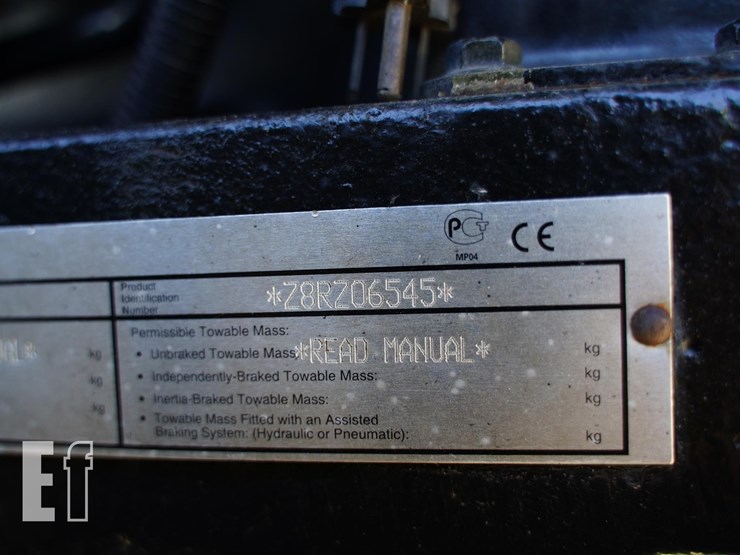 PCT
MP04
CE
Product
Identification
Number
*Z8RZ06545*
Permissible Towable Mass:
• Unbraked Towable Mass *READ MANUAL* kg
• Independently-Braked Towable Mass: kg
• Inertia-Braked Towable Mass: kg
• Towable Mass Fitted with an Assisted
Braking System: (Hydraulic or Pneumatic): kg
kg
kg
kg
Ef